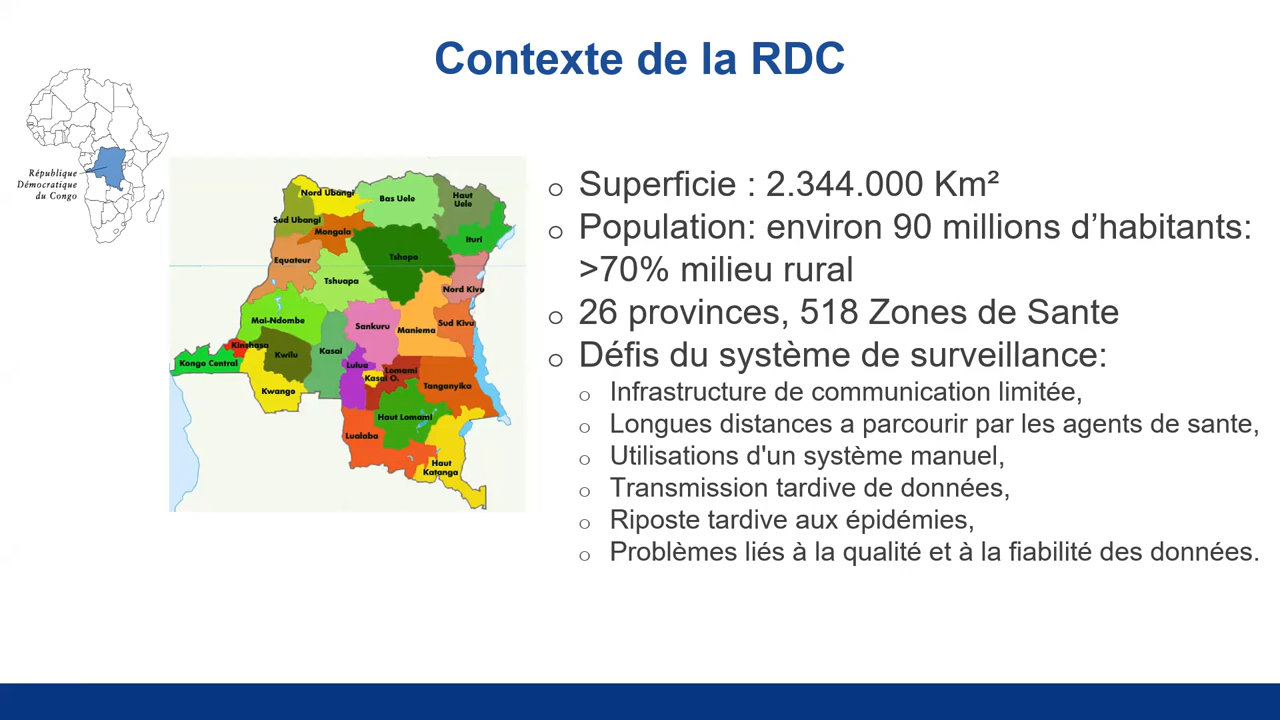 Contexte de la RDC
République
Démocratique
du Congo
Nord Ubangi
Bas Uele
Haut
Uele
Sud Ubangi
Mongala
Ituri
Equateur
Tshopo
Tshuapa
Nord Kivu
Mai-Ndombe
Sankuru
Maniema
Sud Kivu
Kinshasa
Kwilu
Kasai
Kongo Central
Lulua
Lomami
Kasai O.
Kwango
Tanganyika
Haut Lomami
Lualaba
Haut
Katanga
o Superficie : 2.344.000 Km²
o Population: environ 90 millions d’habitants:
>70% milieu rural
o 26 provinces, 518 Zones de Sante
o Défis du système de surveillance:
o Infrastructure de communication limitée,
o Longues distances a parcourir par les agents de sante,
o Utilisations d'un système manuel,
o Transmission tardive de données,
o Riposte tardive aux épidémies,
o Problèmes liés à la qualité et à la fiabilité des données.